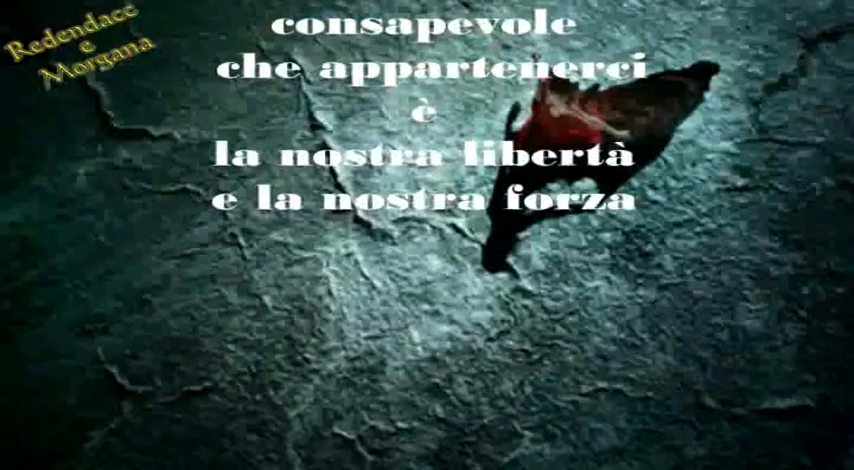 Redendace
e
Morgana
consapevole
che appartenerci
è
la nostra libertà
e la nostra forza